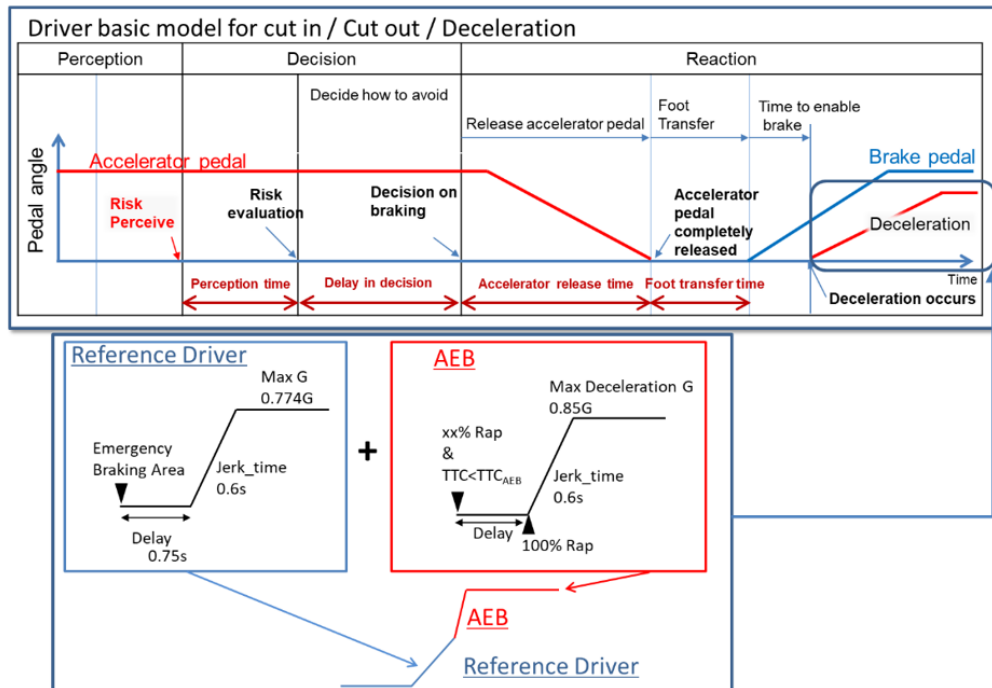 Driver basic model for cut in / Cut out / Deceleration
Perception
Decision
Reaction
Decide how to avoid
Release accelerator pedal
Foot
Transfer
Time to enable
brake
Pedal angle
Accelerator pedal
Brake pedal
Risk
Perceive
Risk
evaluation
Decision on
braking
Accelerator
pedal
completely
released
Deceleration
Time
Perception time
Delay in decision
Accelerator release time
Foot transfer time
Deceleration occurs
Reference Driver
Max G
0.774G
Emergency
Braking Area
Jerk_time
0.6s
Delay
0.75s
+
AEB
Max Deceleration G
0.85G
xx% Rap
&
TTC<TTCAEB
Jerk_time
0.6s
Delay
100% Rap
AEB
Reference Driver